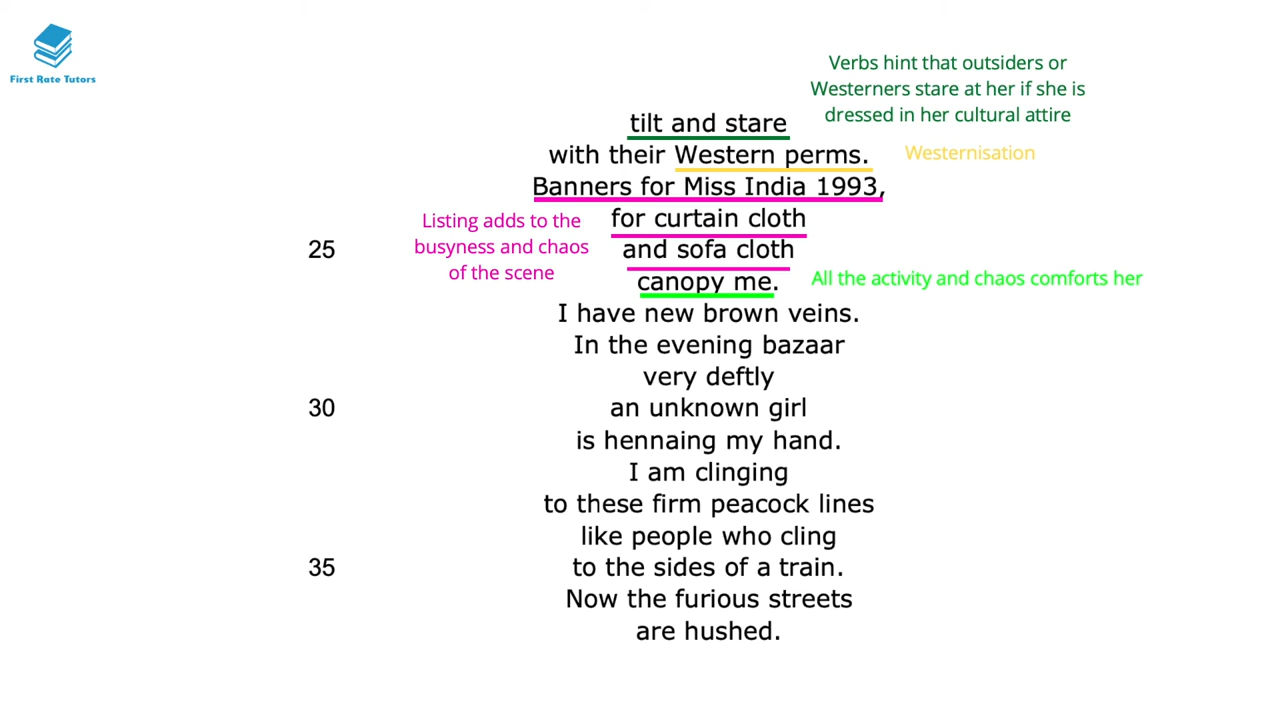 First Rate Tutors
Verbs hint that outsiders or
Westerners stare at her if she is
dressed in her cultural attire
tilt and stare
with their Western perms.
Westernisation
Banners for Miss India 1993,
for curtain cloth
Listing adds to the
busyness and chaos
of the scene
25
and sofa cloth
canopy me.
All the activity and chaos comforts her
I have new brown veins.
In the evening bazaar
very deftly
30
an unknown girl
is hennaing my hand.
I am clinging
to these firm peacock lines
like people who cling
35
to the sides of a train.
Now the furious streets
are hushed.